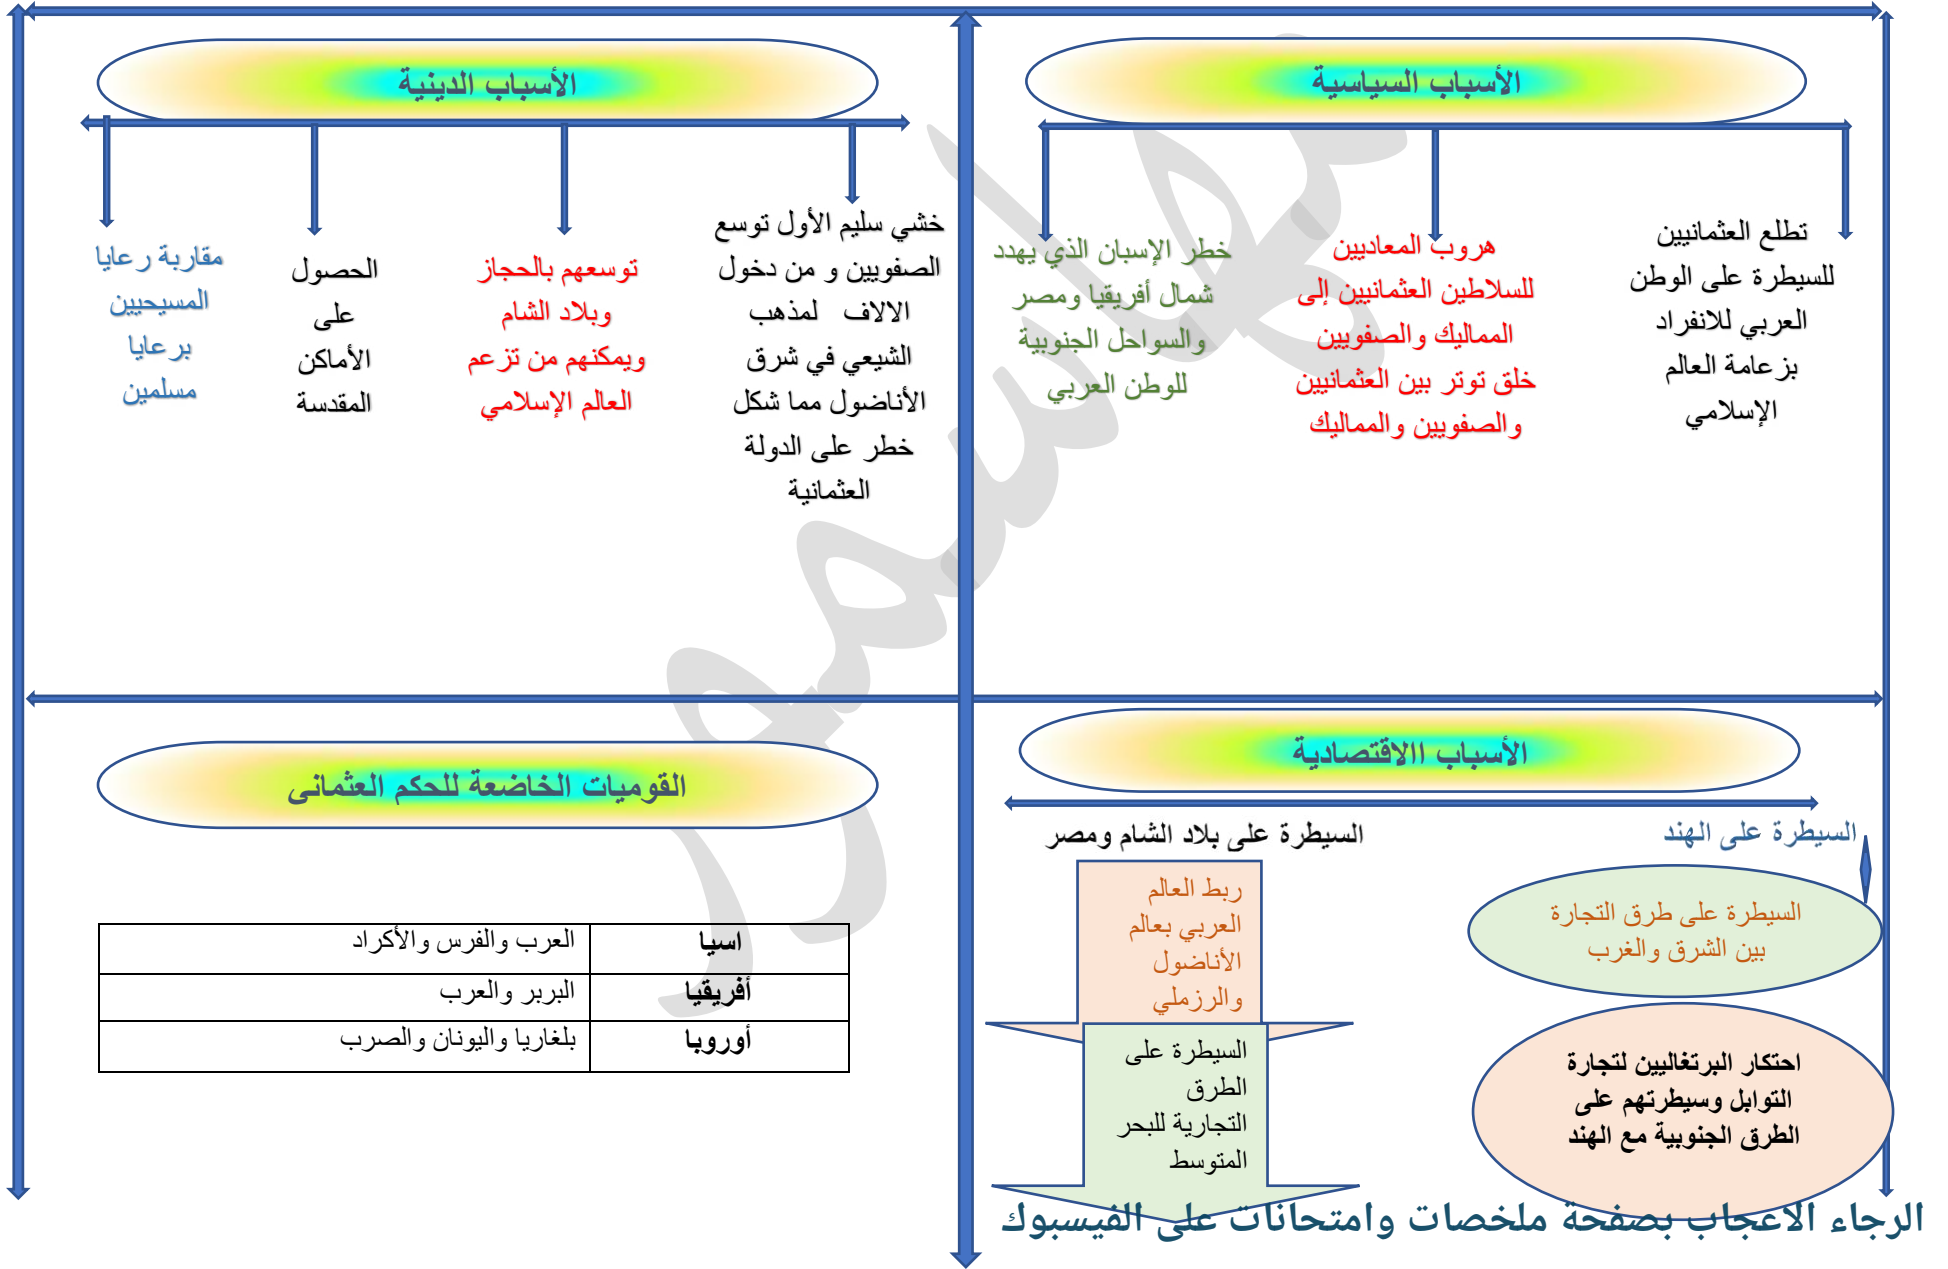 الأسباب السياسية
تطلع العثمانيين
للسيطرة على الوطن
العربي للانفراد
بزعامة العالم
الإسلامي
هروب المعاديين
للسلاطين العثمانيين إلى
المماليك والصفويين
خلق توتر بين العثمانيين
والصفويين والمماليك
خطر الإسبان الذي يهدد
شمال أفريقيا ومصر
والسواحل الجنوبية
للوطن العربي
الأسباب الدينية
خشي سليم الأول توسع
الصفويين و من دخول
الالاف لمذهب
الشيعي في شرق
الأناضول مما شكل
خطر على الدولة
العثمانية
توسعهم بالحجاز
وبلاد الشام
ويمكنهم من تزعم
العالم الإسلامي
الحصول
على
الأماكن
المقدسة
مقاربة رعايا
المسيحيين
برعايا
مسلمين
الأسباب االاقتصادية
السيطرة على الهند
السيطرة على طرق التجارة
بين الشرق والغرب
احتكار البرتغاليين لتجارة
التوابل وسيطرتهم على
الطرق الجنوبية مع الهند
السيطرة على بلاد الشام ومصر
ربط العالم
العربي بعالم
الأناضول
والرزملي
السيطرة على
الطرق
التجارية للبحر
المتوسط
القوميات الخاضعة للحكم العثمانى
اسيا العرب والفرس والأكراد
أفريقيا البربر والعرب
أوروبا بلغاريا واليونان والصرب
الرجاء الاعجاب بصفحة ملخصات وامتحانات على الفيسبوك